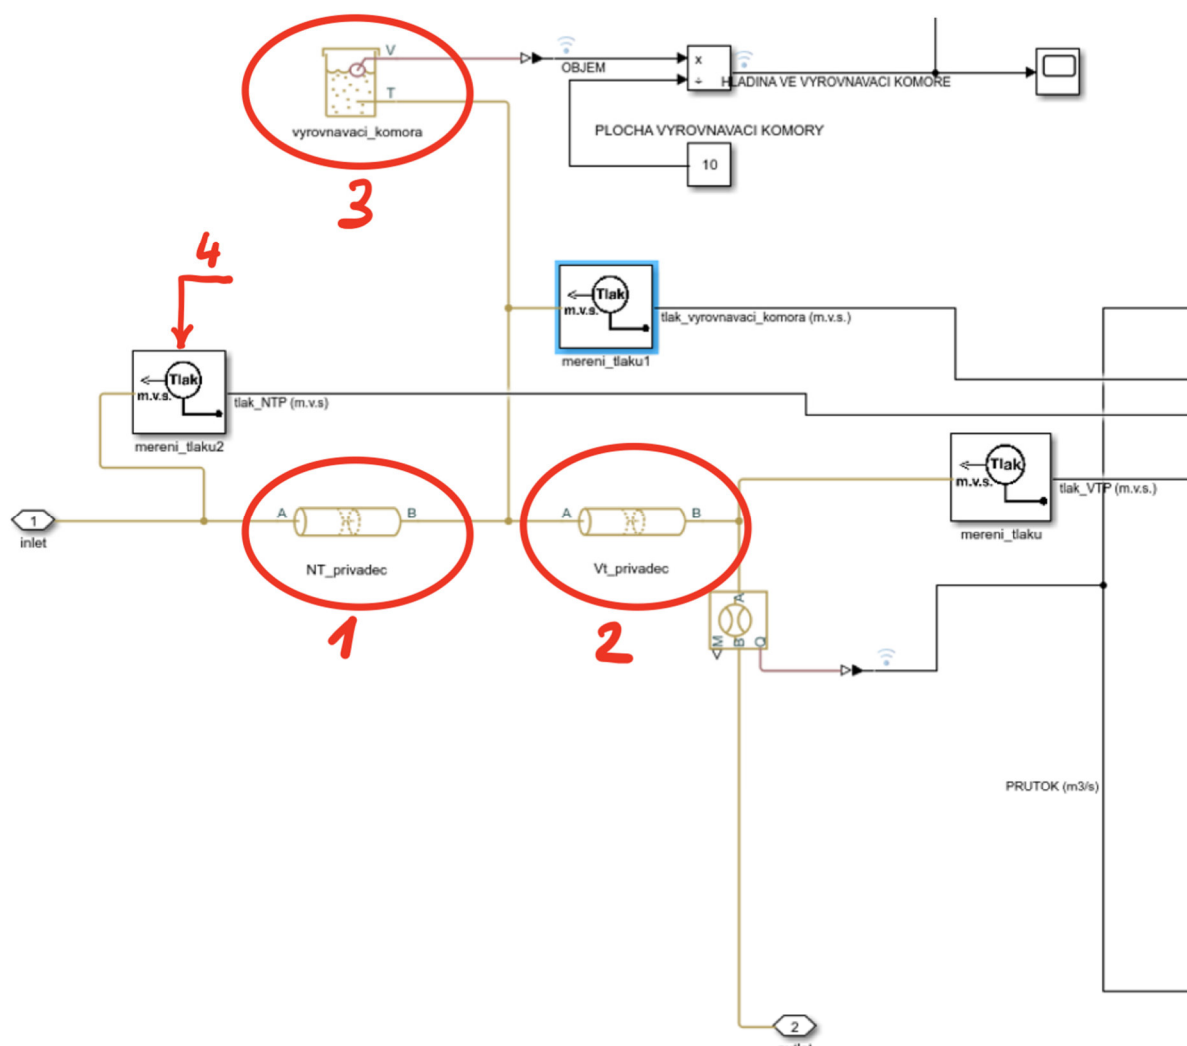 V
OBJEM
x
÷
HLADINA VE VYROVNAVACI KOMORE
T
vyrovnavaci_komora
PLOCHA VYROVNAVACI KOMORY
10
3
4
Tlak
m.v.s.
tlak_vyrovnavaci_komora (m.v.s.)
mereni_tlaku1
Tlak
m.v.s.
tlak_NTP (m.v.s)
mereni_tlaku2
Tlak
m.v.s.
tlak_VTP (m.v.s.)
mereni_tlaku
1
inlet
A
B
NT_privadec
A
B
Vt_privadec
1
2
A
M
B
Q
PRUTOK (m3/s)
2